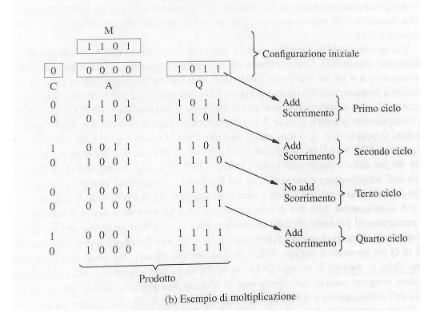 M
1 1 0 1
Configurazione iniziale
0 0 0 0 0 1 0 1 1
C A Q
0 1 1 0 1 1 0 1 1 Add
0 0 1 1 0 1 1 0 1 Scorrimento Primo ciclo
1 0 0 1 1 1 1 0 1 Add
0 1 0 0 1 1 1 1 0 Scorrimento Secondo ciclo
0 1 0 0 1 1 1 1 0 No add
0 0 1 0 0 1 1 1 1 Scorrimento Terzo ciclo
1 0 0 0 1 1 1 1 1 Add
0 1 0 0 0 1 1 1 1 Scorrimento Quarto ciclo
Prodotto
(b) Esempio di moltiplicazione